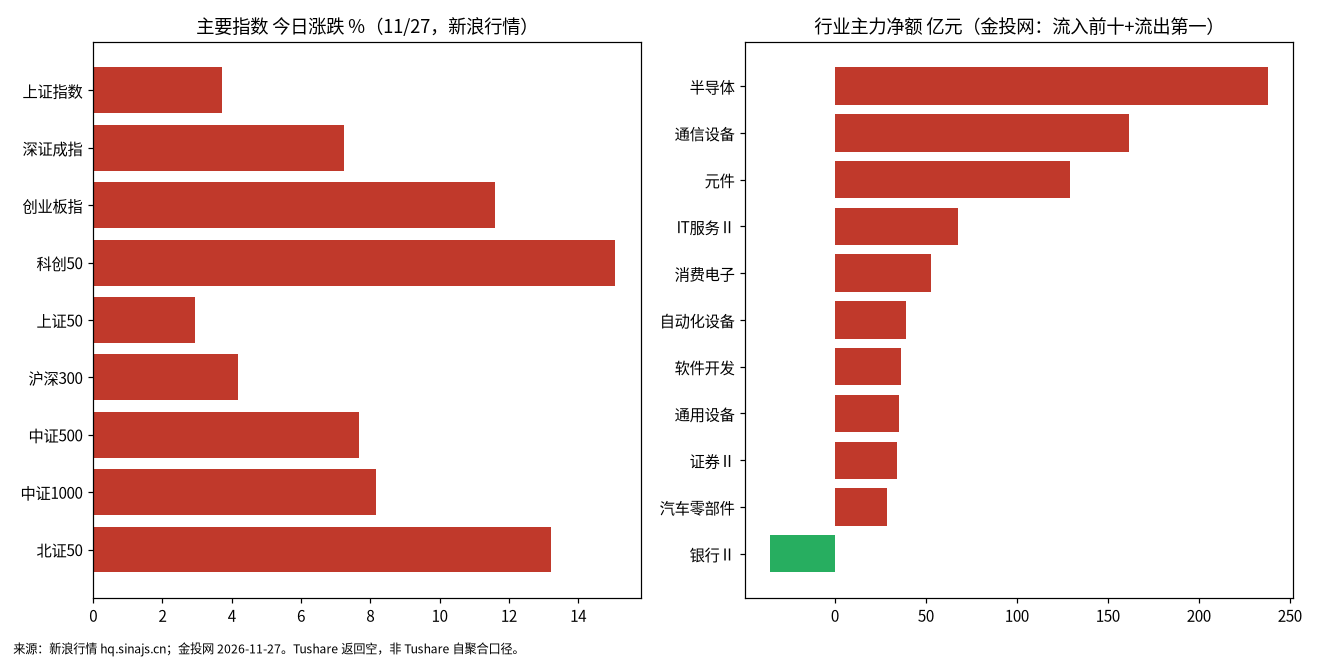 主要指数 今日涨跌 %（11/27，新浪行情）
上证指数
深证成指
创业板指
科创50
上证50
沪深300
中证500
中证1000
北证50
0 2 4 6 8 10 12 14
行业主力净额 亿元（金投网：流入前十+流出第一）
半导体
通信设备
元件
IT服务Ⅱ
消费电子
自动化设备
软件开发
通用设备
证券Ⅱ
汽车零部件
银行Ⅱ
0 50 100 150 200 250
来源：新浪行情 hq.sinajs.cn；金投网 2026-11-27。Tushare 返回空，非 Tushare 自聚合口径。